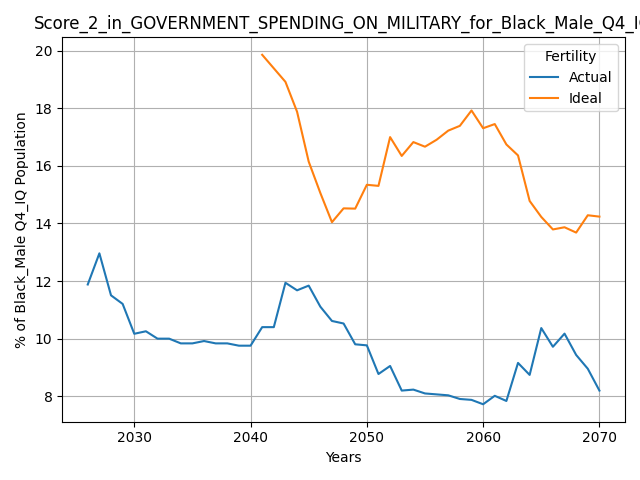 Score_2_in_GOVERNMENT_SPENDING_ON_MILITARY_for_Black_Male_Q4_IQ
Fertility
Actual
Ideal
% of Black_Male Q4_IQ Population
20
18
16
14
12
10
8
2030 2040 2050 2060 2070
Years